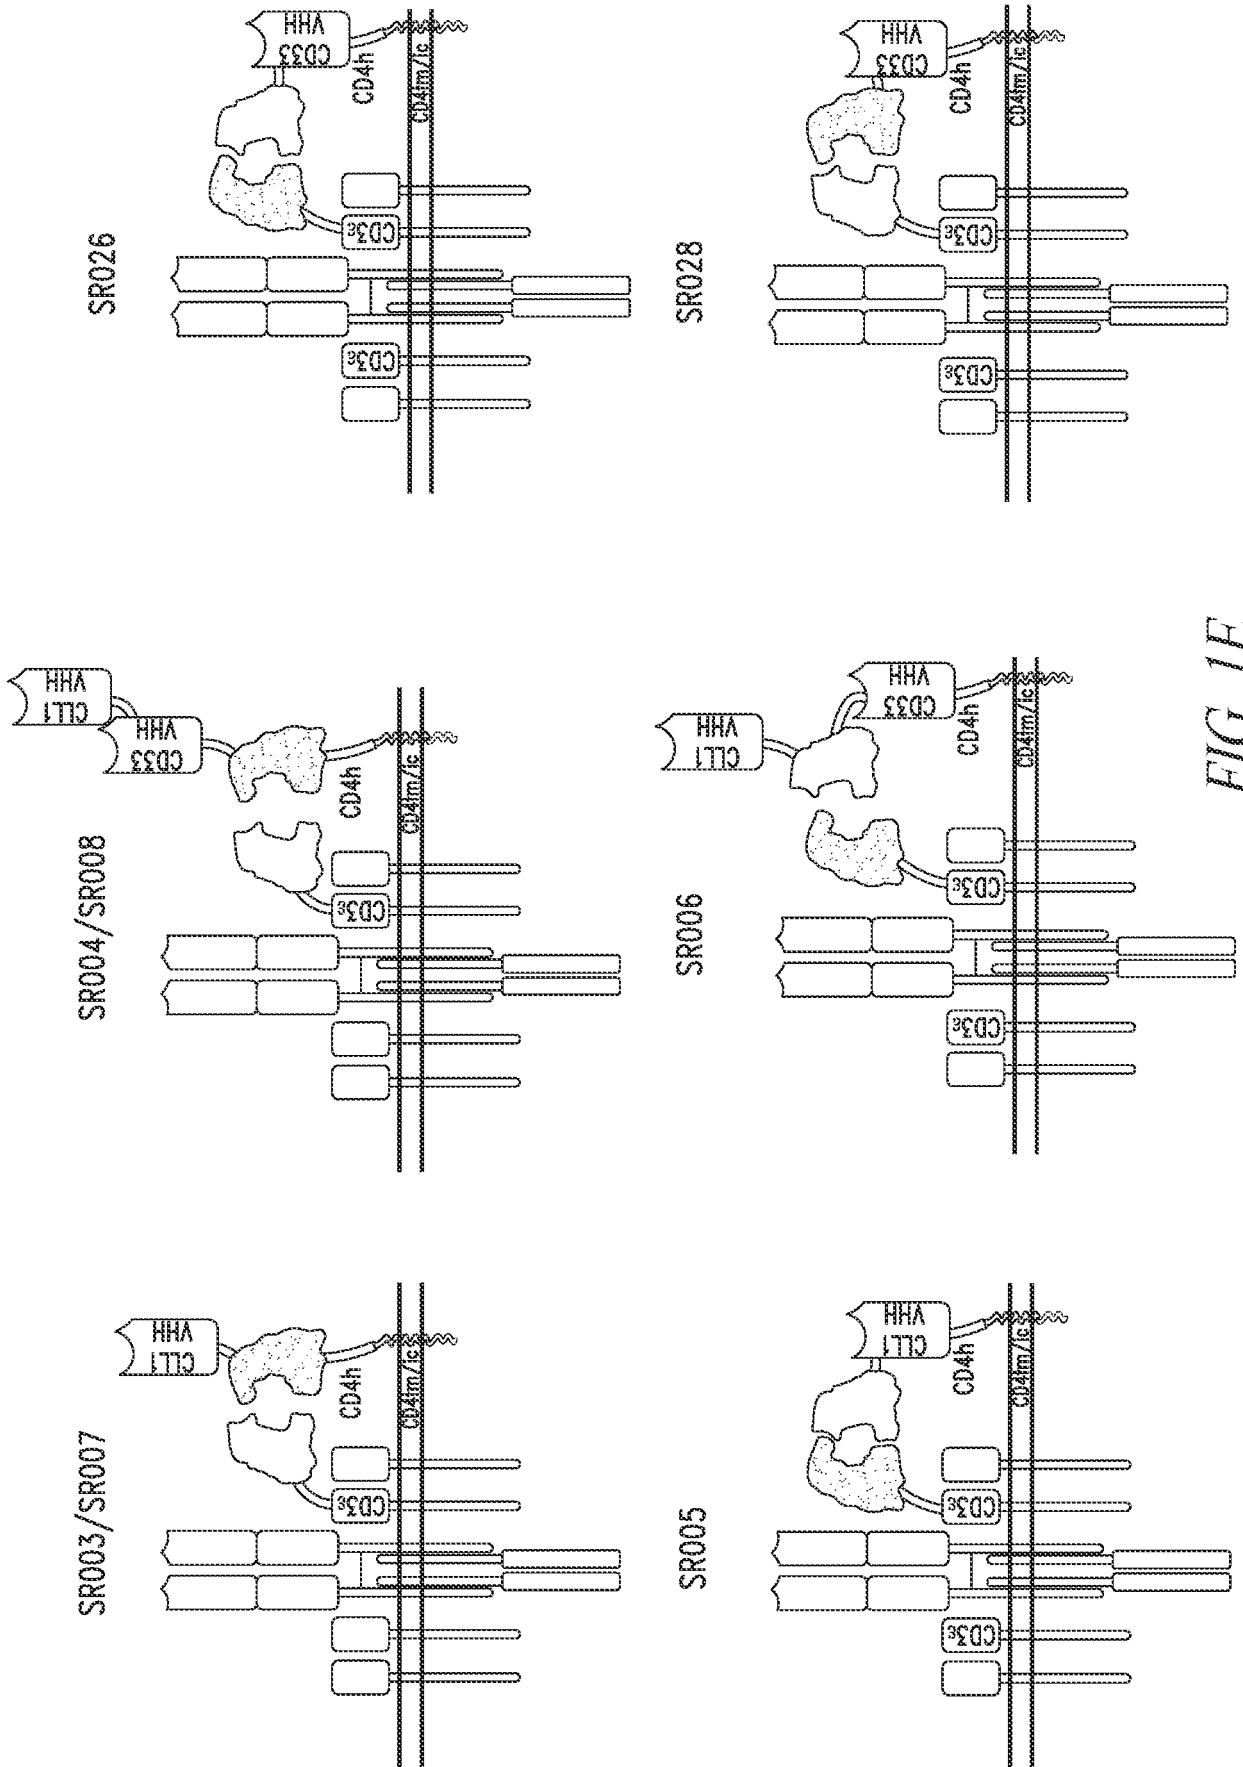 SR003/SR007
CLL1
VHH
CD3ε
CD4h
CD4tm/ic
SR004/SR008
CLL1
VHH
CD33
VHH
CD3ε
CD4h
CD4tm/ic
SR026
CD33
VHH
CD3ε
CD3ε
CD4h
CD4tm/ic
SR005
CLL1
VHH
CD3ε
CD3ε
CD4h
CD4tm/ic
SR006
CLL1
VHH
CD33
VHH
CD3ε
CD3ε
CD4h
CD4tm/ic
SR028
CD33
VHH
CD3ε
CD3ε
CD4h
CD4tm/ic
FIG.